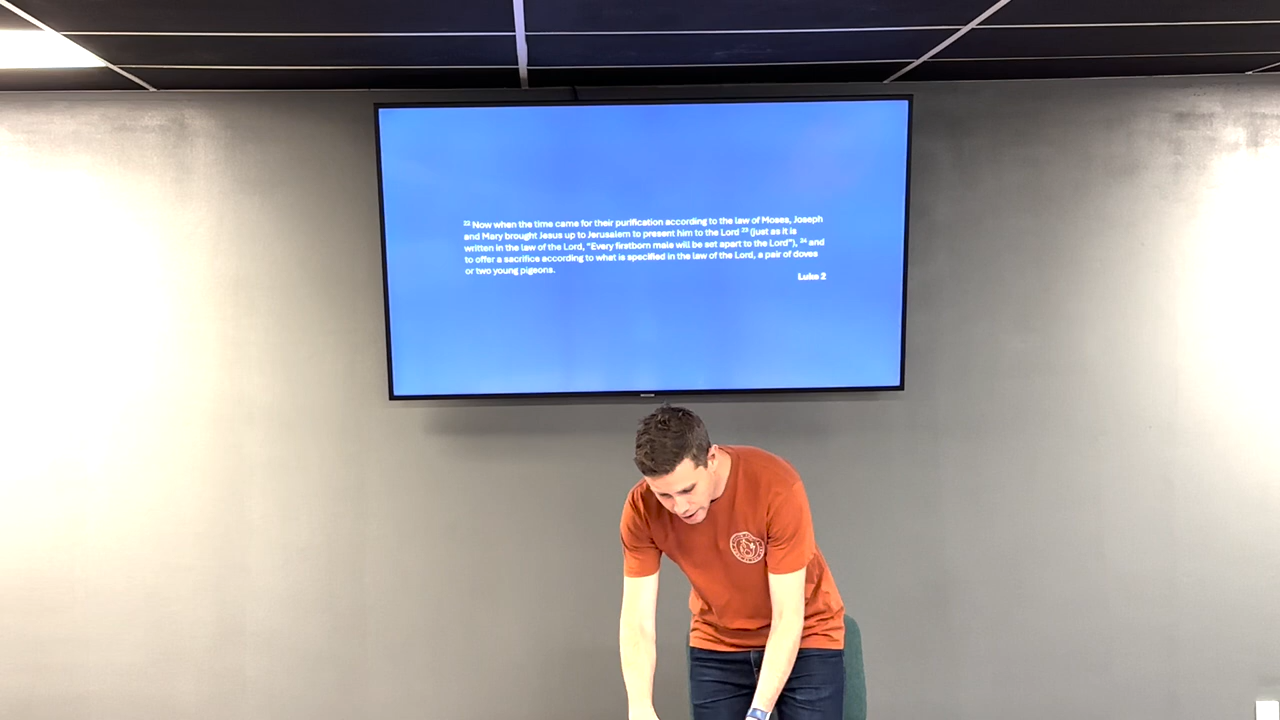 22 Now when the time came for their purification according to the law of Moses, Joseph
and Mary brought Jesus up to Jerusalem to present him to the Lord 23 (just as it is
written in the law of the Lord, “Every firstborn male will be set apart to the Lord”), 24 and
to offer a sacrifice according to what is specified in the law of the Lord, a pair of doves
or two young pigeons.
Luke 2